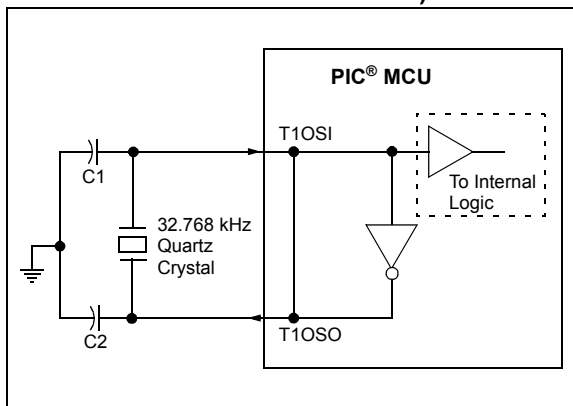 PIC® MCU
T1OSI
C1
To Internal
Logic
32.768 kHz
Quartz
Crystal
T1OSO
C2